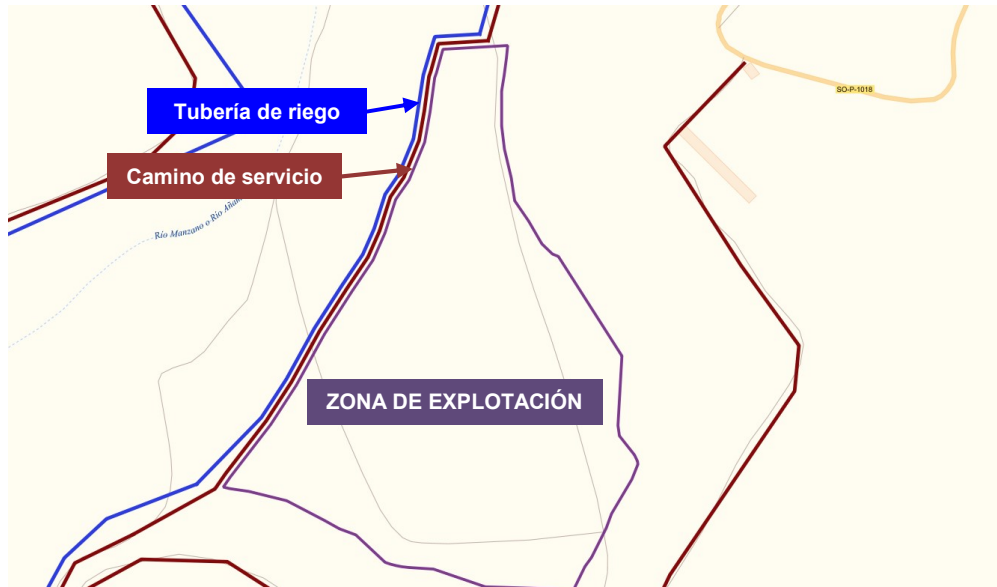 SO-P-1018
Tubería de riego
Camino de servicio
Río Manzano o Río
ZONA DE EXPLOTACIÓN